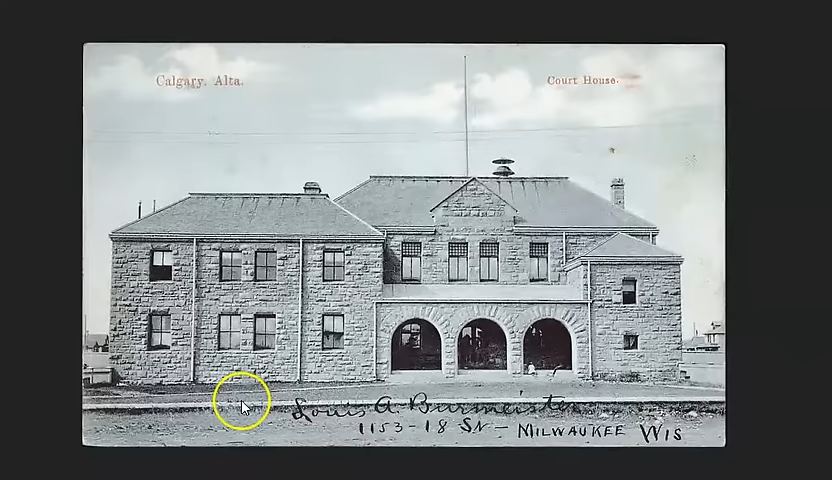 Calgary, Alta.
Court House.
Louis A. Burmeister
1153-18 St - Milwaukee Wis